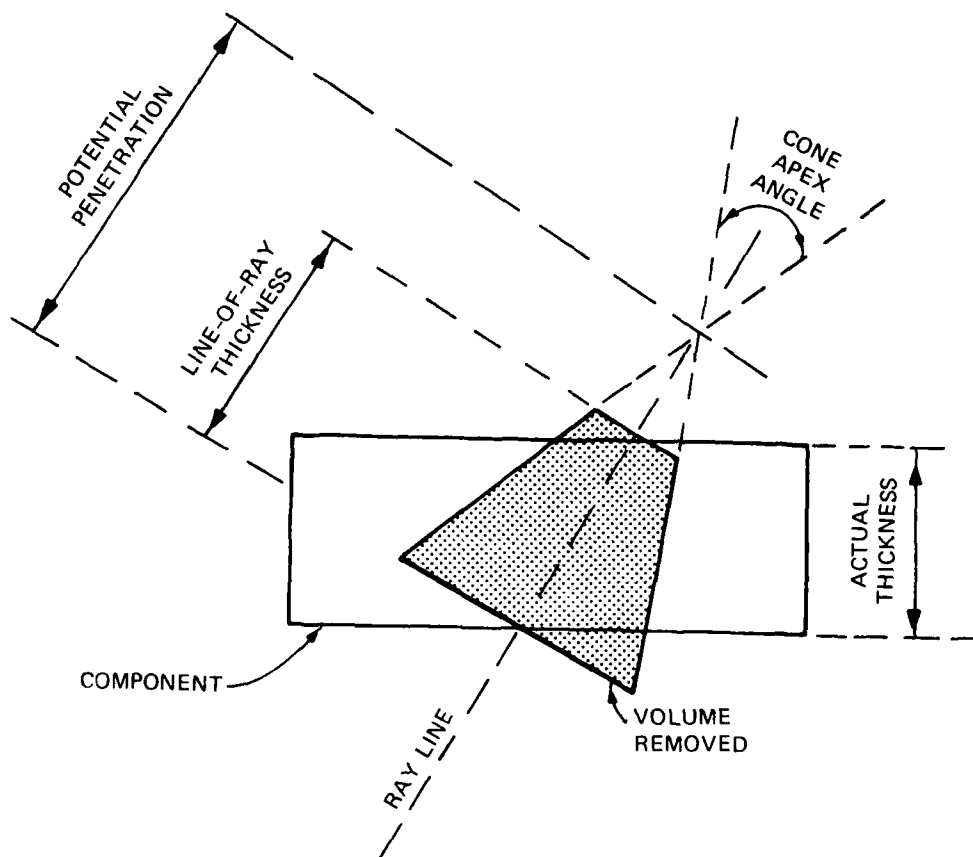 POTENTIAL
PENETRATION
LINE-OF-RAY
THICKNESS
CONE
APEX
ANGLE
ACTUAL
THICKNESS
COMPONENT
VOLUME
REMOVED
RAY LINE